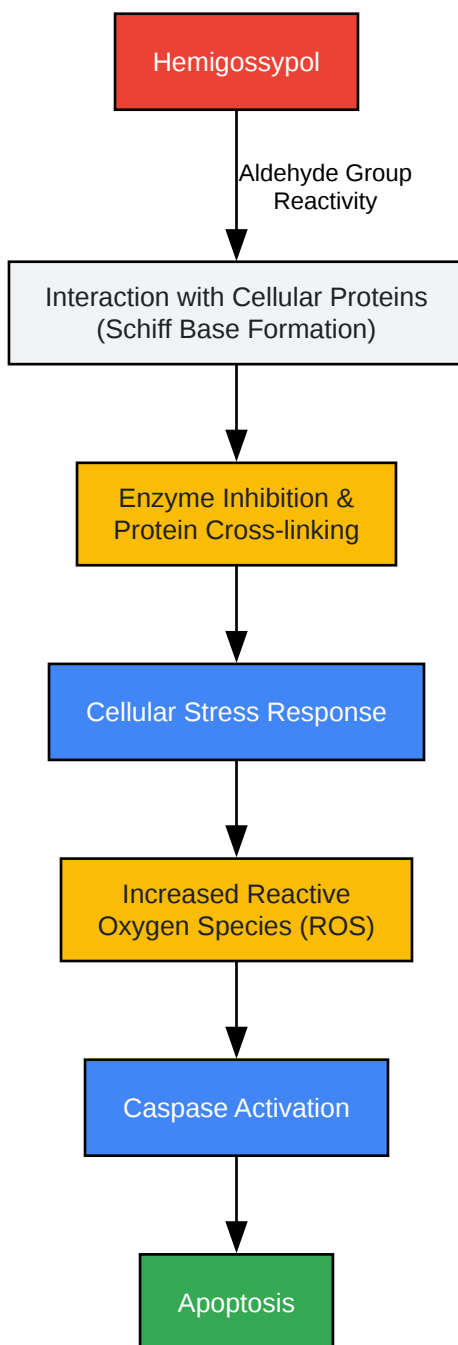 Hemigossypol
Aldehyde Group
Reactivity
Interaction with Cellular Proteins
(Schiff Base Formation)
Enzyme Inhibition &
Protein Cross-linking
Cellular Stress Response
Increased Reactive
Oxygen Species (ROS)
Caspase Activation
Apoptosis